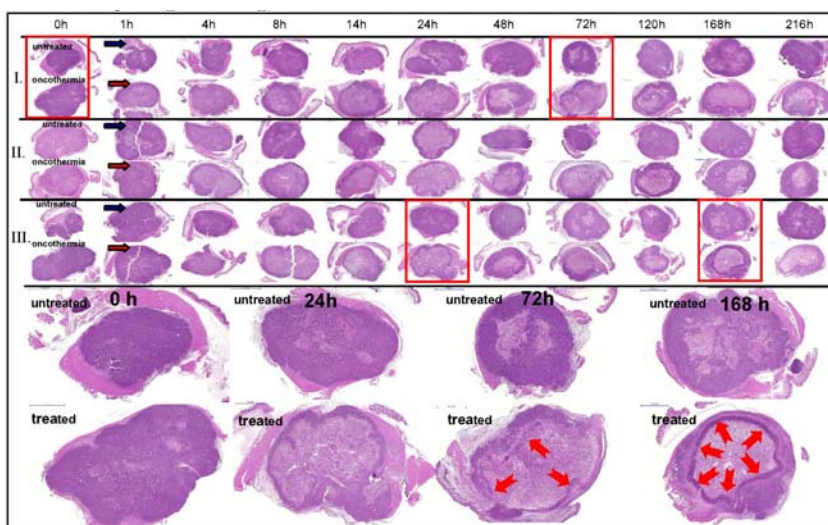 0h 1h 4h 8h 14h 24h 48h 72h 120h 168h 216h
untreated
I.
oncothermia
untreated
II.
oncothermia
untreated
III.
oncothermia
untreated 0 h untreated 24h untreated 72h untreated 168 h
treated treated treated treated